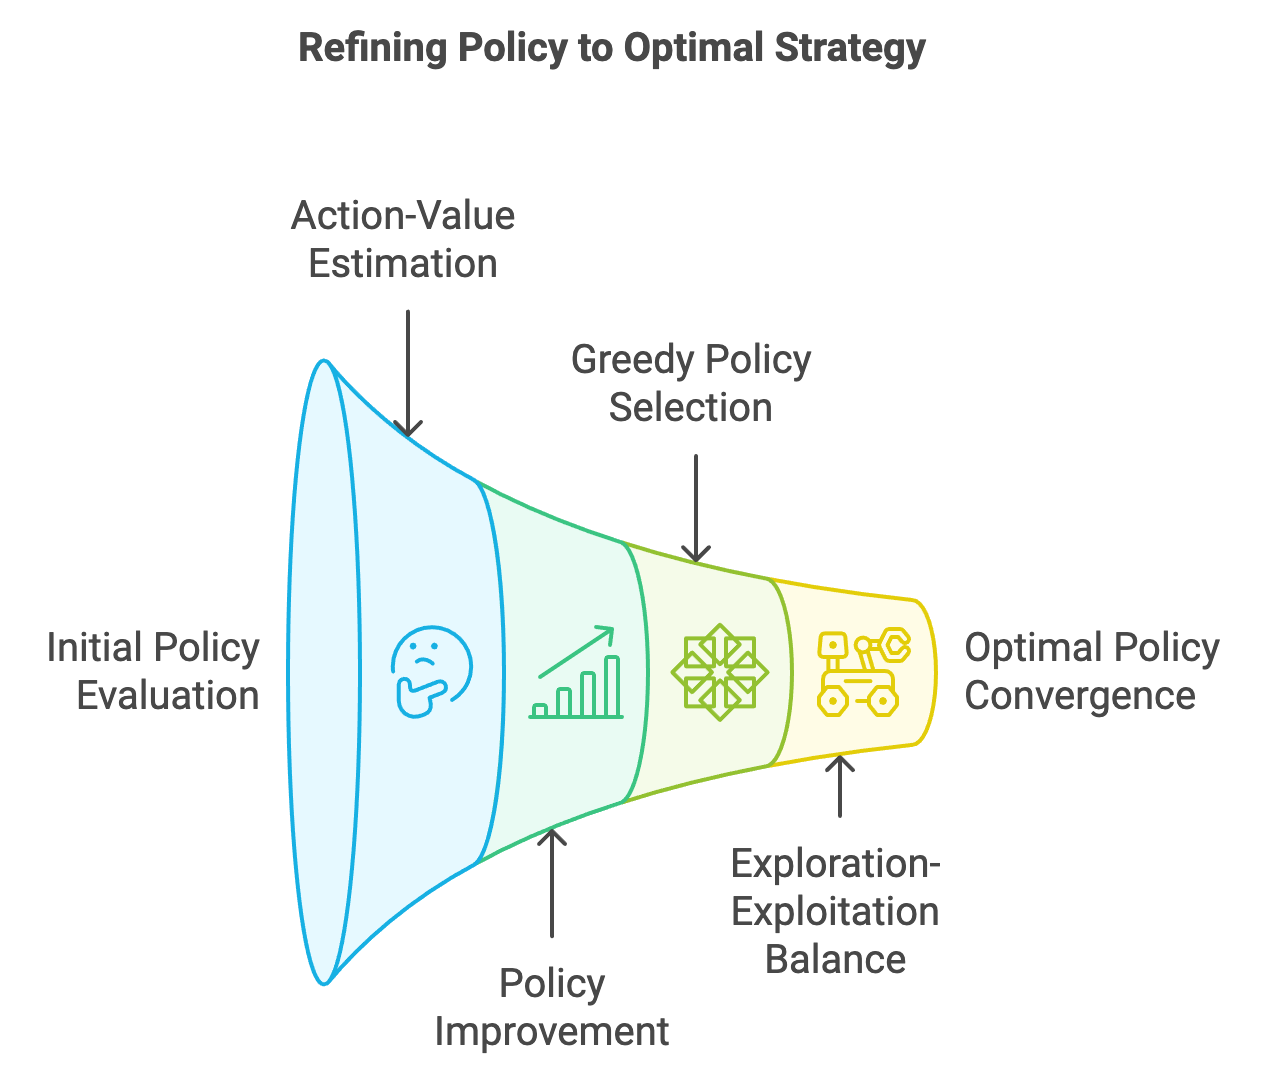 Refining Policy to Optimal Strategy
Action-Value
Estimation
Greedy Policy
Selection
Initial Policy
Evaluation
Optimal Policy
Convergence
Exploration-
Exploitation
Balance
Policy
Improvement